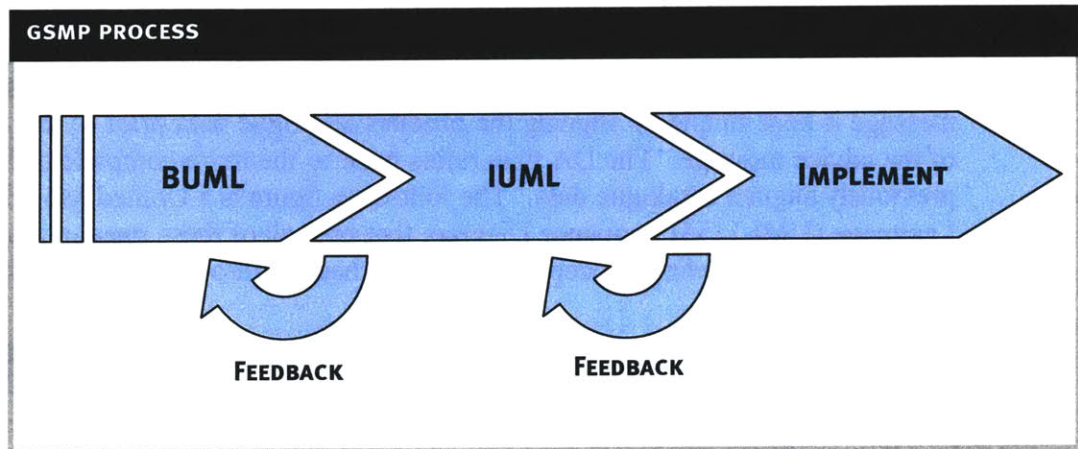 GSMP PROCESS
BUML
IUML
IMPLEMENT
FEEDBACK
FEEDBACK